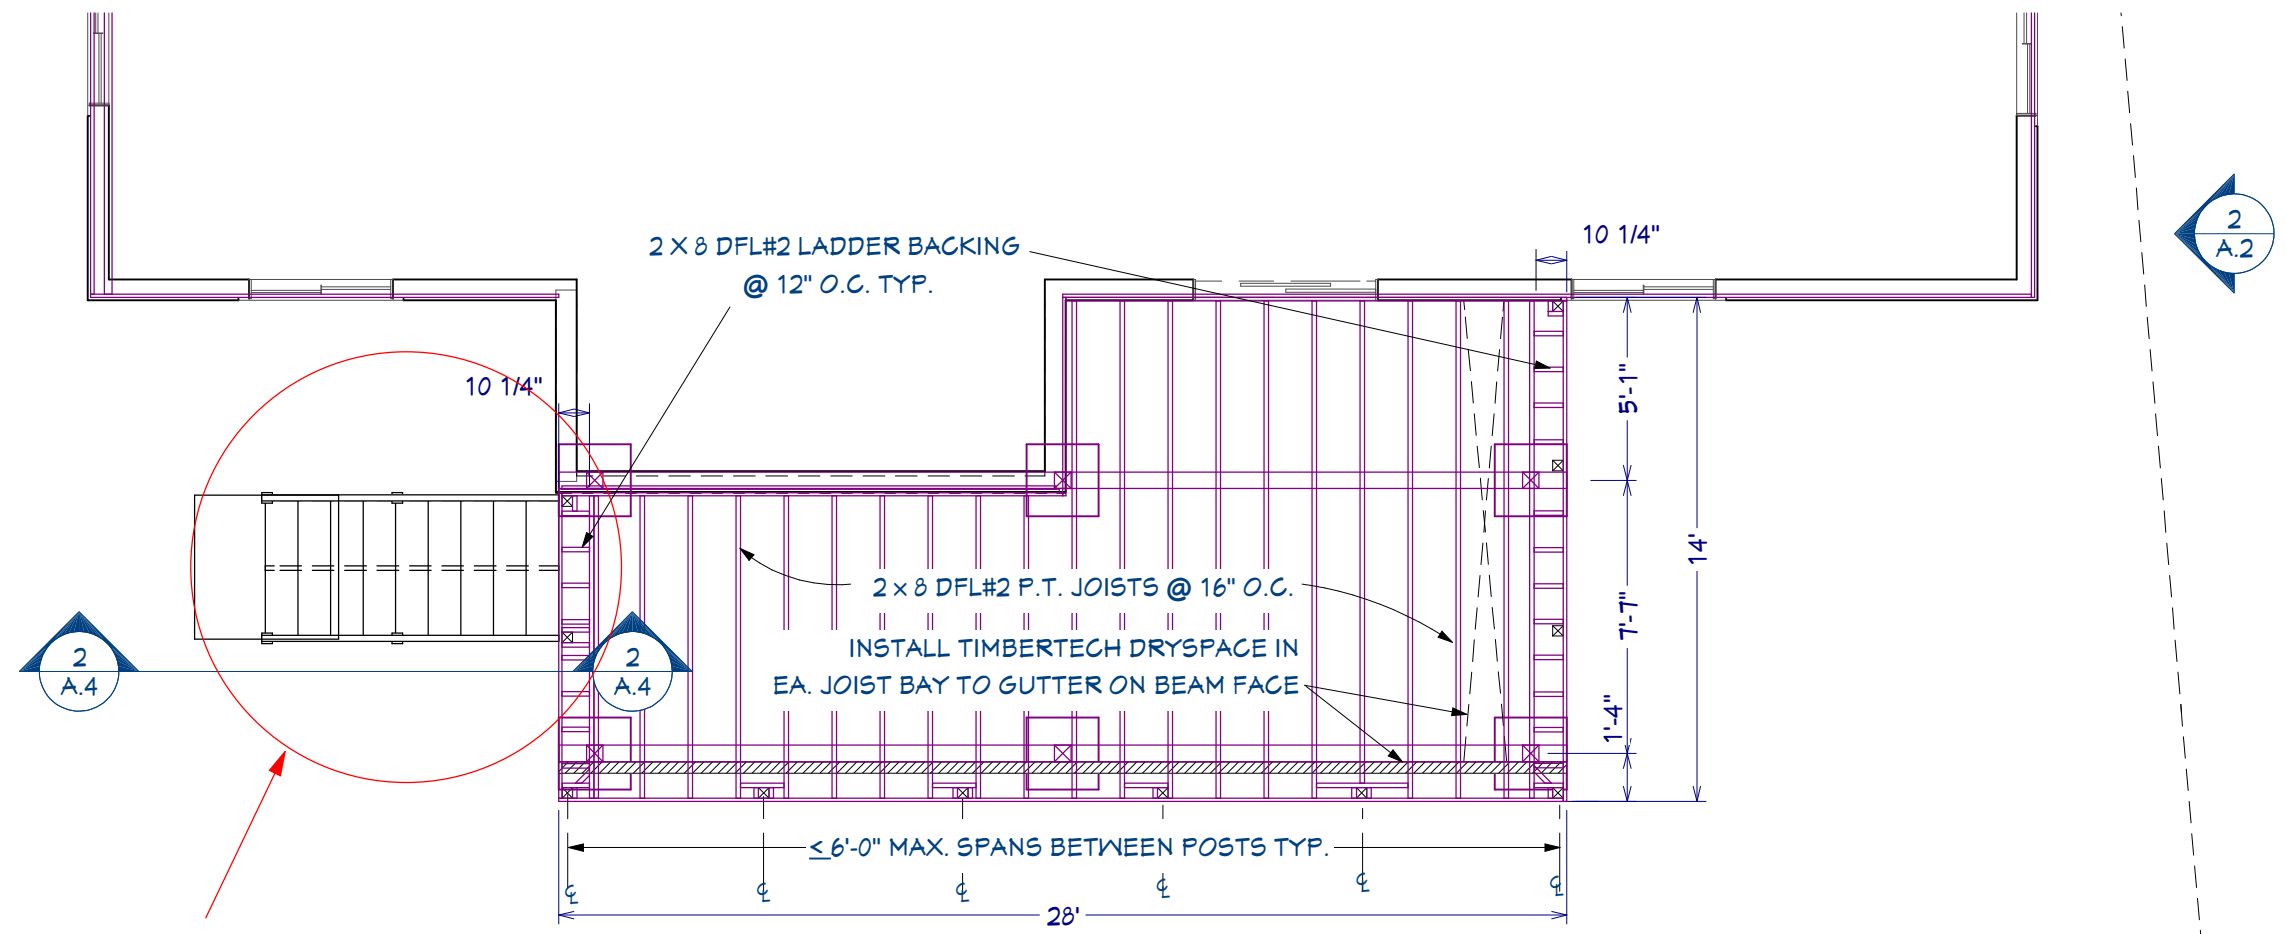 2 X 8 DFL#2 LADDER BACKING
@ 12" O.C. TYP.
10 1/4"
2
A.2
10 1/4"
5'-1"
14'
7'-7"
1'-4"
2 x 8 DFL#2 P.T. JOISTS @ 16" O.C.
INSTALL TIMBERTECH DRYSPACE IN
EA. JOIST BAY TO GUTTER ON BEAM FACE
2
A.4
2
A.4
≤ 6'-0" MAX. SPANS BETWEEN POSTS TYP.
℄ ℄ ℄ ℄ ℄ ℄
28'